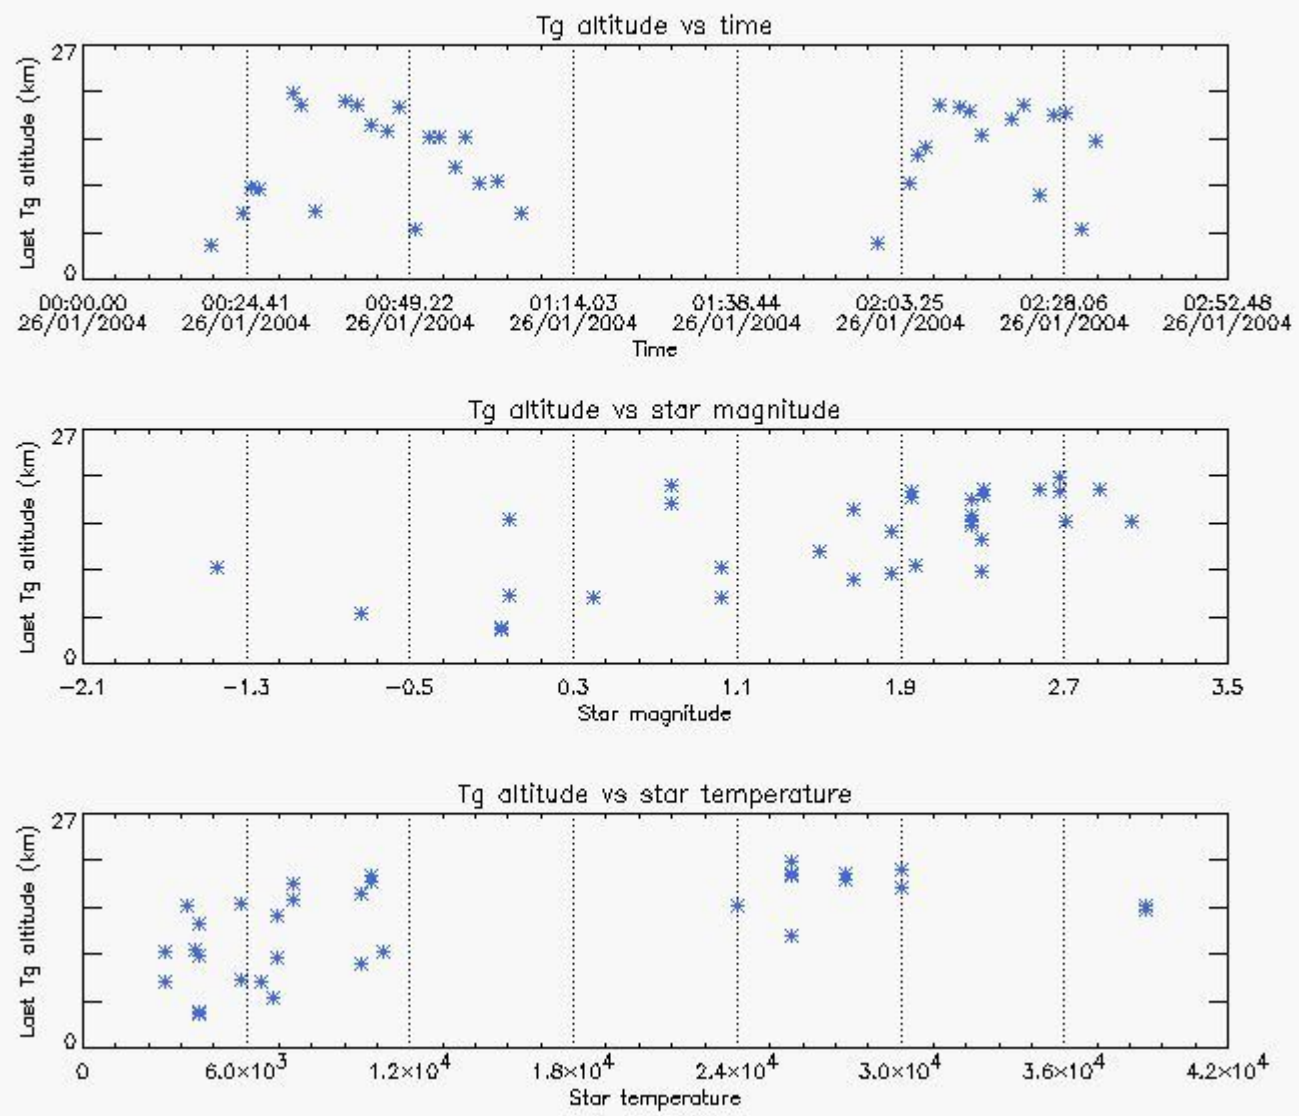 Tg altitude vs time
27
Last Tg altitude (km)
0
00:00.00 00:24.41 00:49.22 01:14.03 01:38.44 02:03.25 02:28.06 02:52.48
26/01/2004 26/01/2004 26/01/2004 26/01/2004 26/01/2004 26/01/2004 26/01/2004 26/01/2004
Time
Tg altitude vs star magnitude
27
Last Tg altitude (km)
0
−2.1 −1.3 −0.5 0.3 1.1 1.9 2.7 3.5
Star magnitude
Tg altitude vs star temperature
27
Last Tg altitude (km)
0
0 6.0×10³ 1.2×10⁴ 1.8×10⁴ 2.4×10⁴ 3.0×10⁴ 3.6×10⁴ 4.2×10⁴
Star temperature